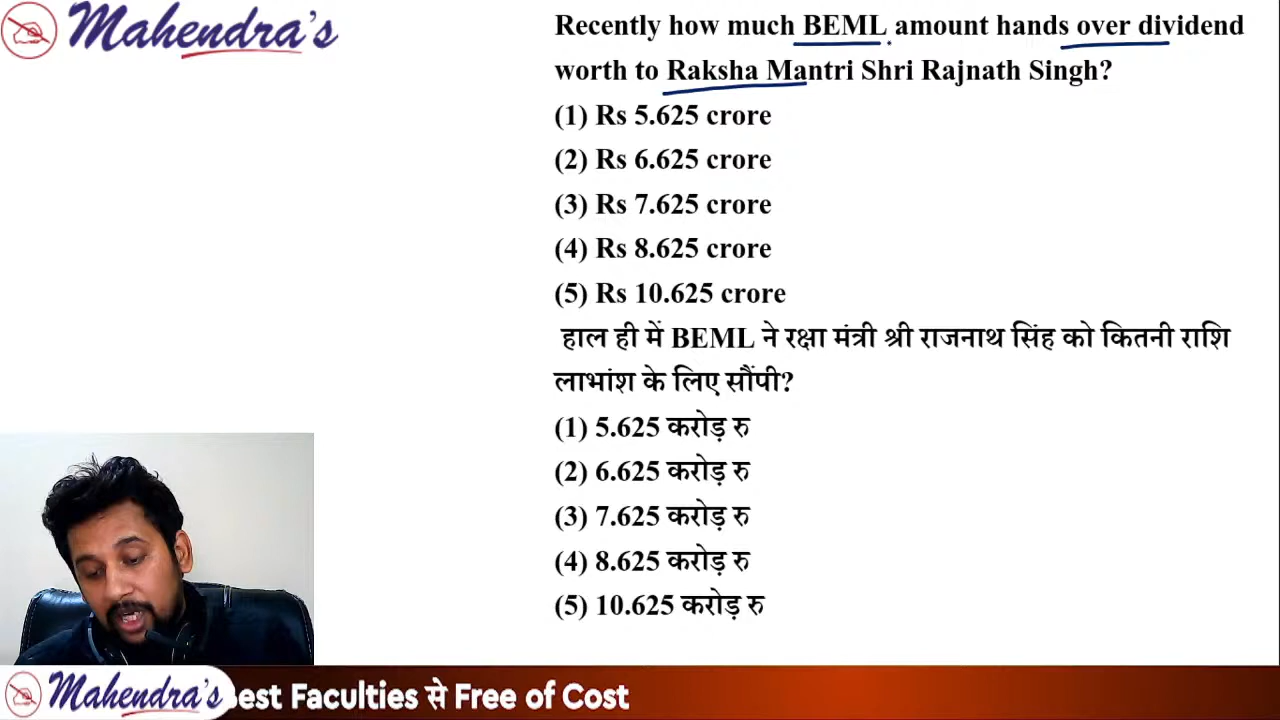 Mahendra's
Recently how much BEML amount hands over dividend
worth to Raksha Mantri Shri Rajnath Singh?
(1) Rs 5.625 crore
(2) Rs 6.625 crore
(3) Rs 7.625 crore
(4) Rs 8.625 crore
(5) Rs 10.625 crore
हाल ही में BEML ने रक्षा मंत्री श्री राजनाथ सिंह को कितनी राशि
लाभांश के लिए सौंपी?
(1) 5.625 करोड़ रु
(2) 6.625 करोड़ रु
(3) 7.625 करोड़ रु
(4) 8.625 करोड़ रु
(5) 10.625 करोड़ रु
Mahendra's Best Faculties से Free of Cost